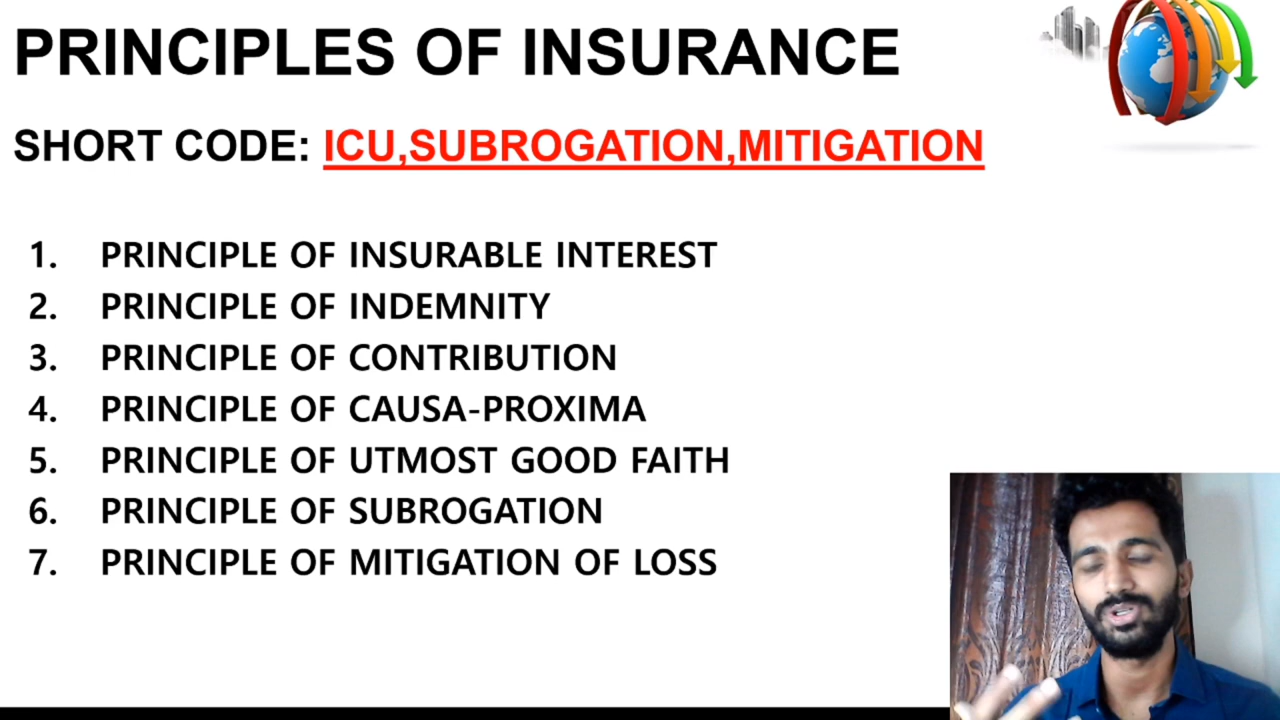 PRINCIPLES OF INSURANCE
SHORT CODE: ICU,SUBROGATION,MITIGATION
1. PRINCIPLE OF INSURABLE INTEREST
2. PRINCIPLE OF INDEMNITY
3. PRINCIPLE OF CONTRIBUTION
4. PRINCIPLE OF CAUSA-PROXIMA
5. PRINCIPLE OF UTMOST GOOD FAITH
6. PRINCIPLE OF SUBROGATION
7. PRINCIPLE OF MITIGATION OF LOSS